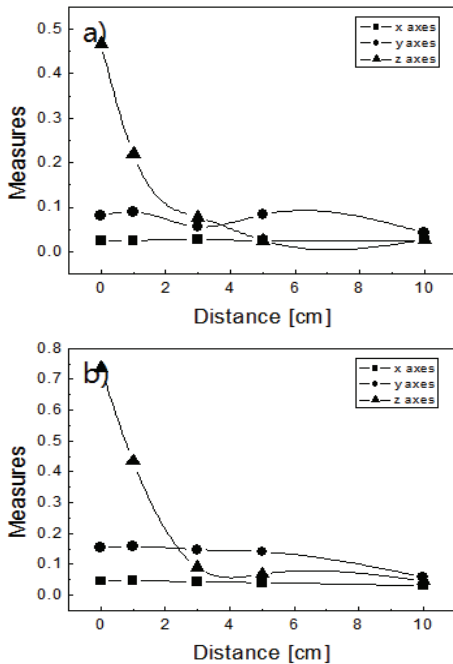 a)
x axes
y axes
z axes
Measures
0.5
0.4
0.3
0.2
0.1
0.0
0 2 4 6 8 10
Distance [cm]
b)
x axes
y axes
z axes
Measures
0.8
0.7
0.6
0.5
0.4
0.3
0.2
0.1
0.0
0 2 4 6 8 10
Distance [cm]